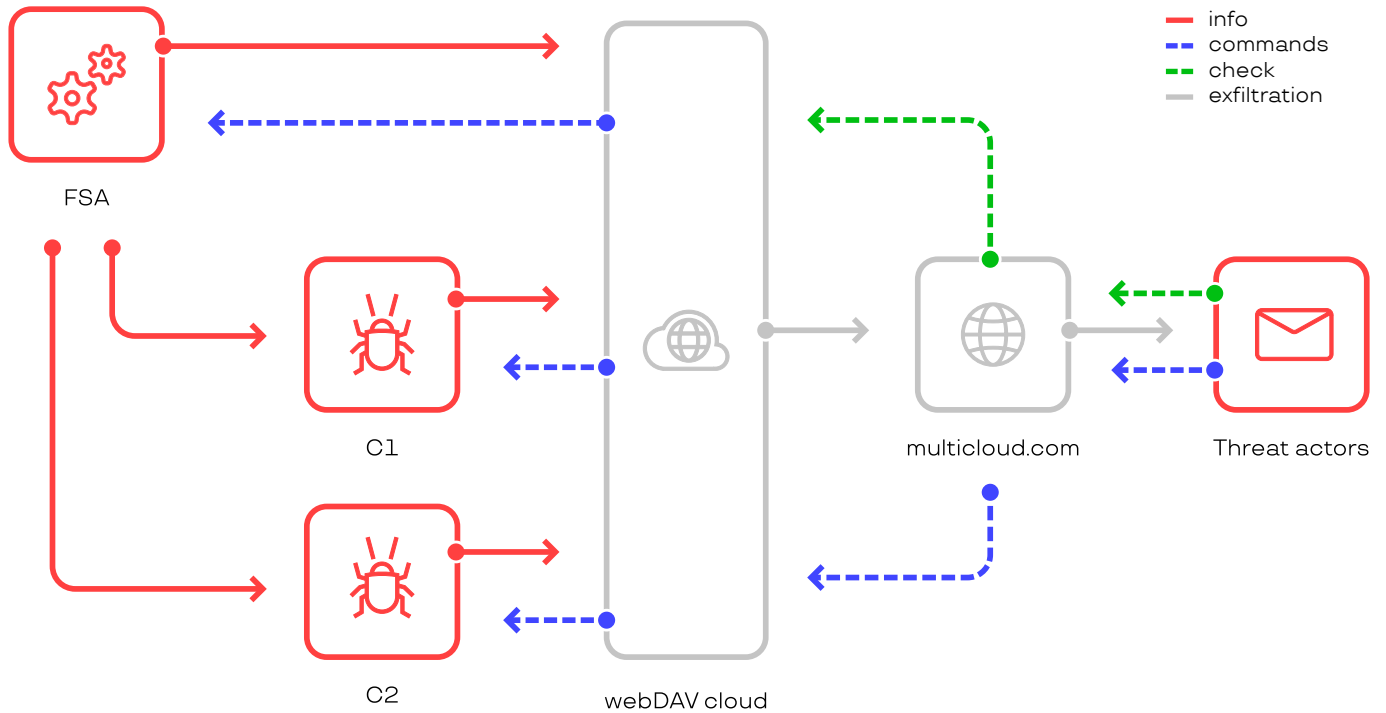 info
commands
check
exfiltration
FSA
C1
multicloud.com
Threat actors
C2
webDAV cloud